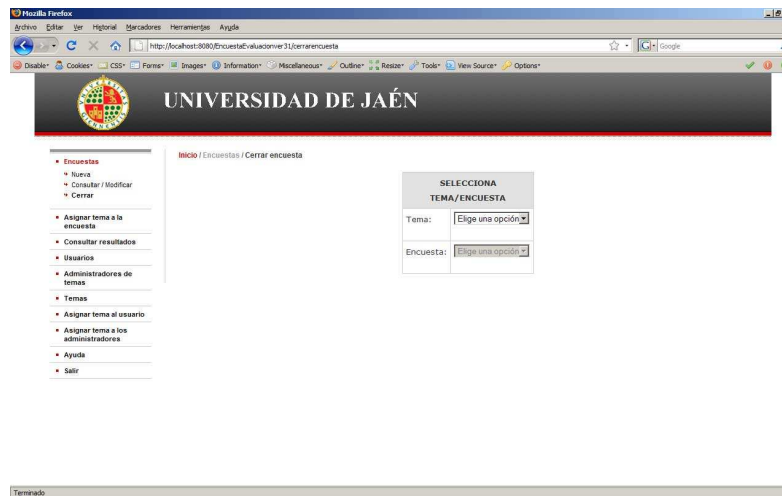 Mozilla Firefox
Archivo Editar Ver Historial Marcadores Herramientas Ayuda
http://localhost:8080/EncuestaEvaluacionver31/cerrarencuesta
Google
Disable Cookies CSS Forms Images Information Miscellaneous Outline Resize Tools View Source Options
UNIVERSIDAD DE JAÉN
Inicio / Encuestas / Cerrar encuesta
Encuestas
Nueva
Consultar / Modificar
Cerrar
Asignar tema a la
encuesta
Consultar resultados
Usuarios
Administradores de
temas
Temas
Asignar tema al usuario
Asignar tema a los
administradores
Ayuda
Salir
SELECCIONA
TEMA/ENCUESTA
Tema: Elige una opción
Encuesta: Elige una opción
Terminado